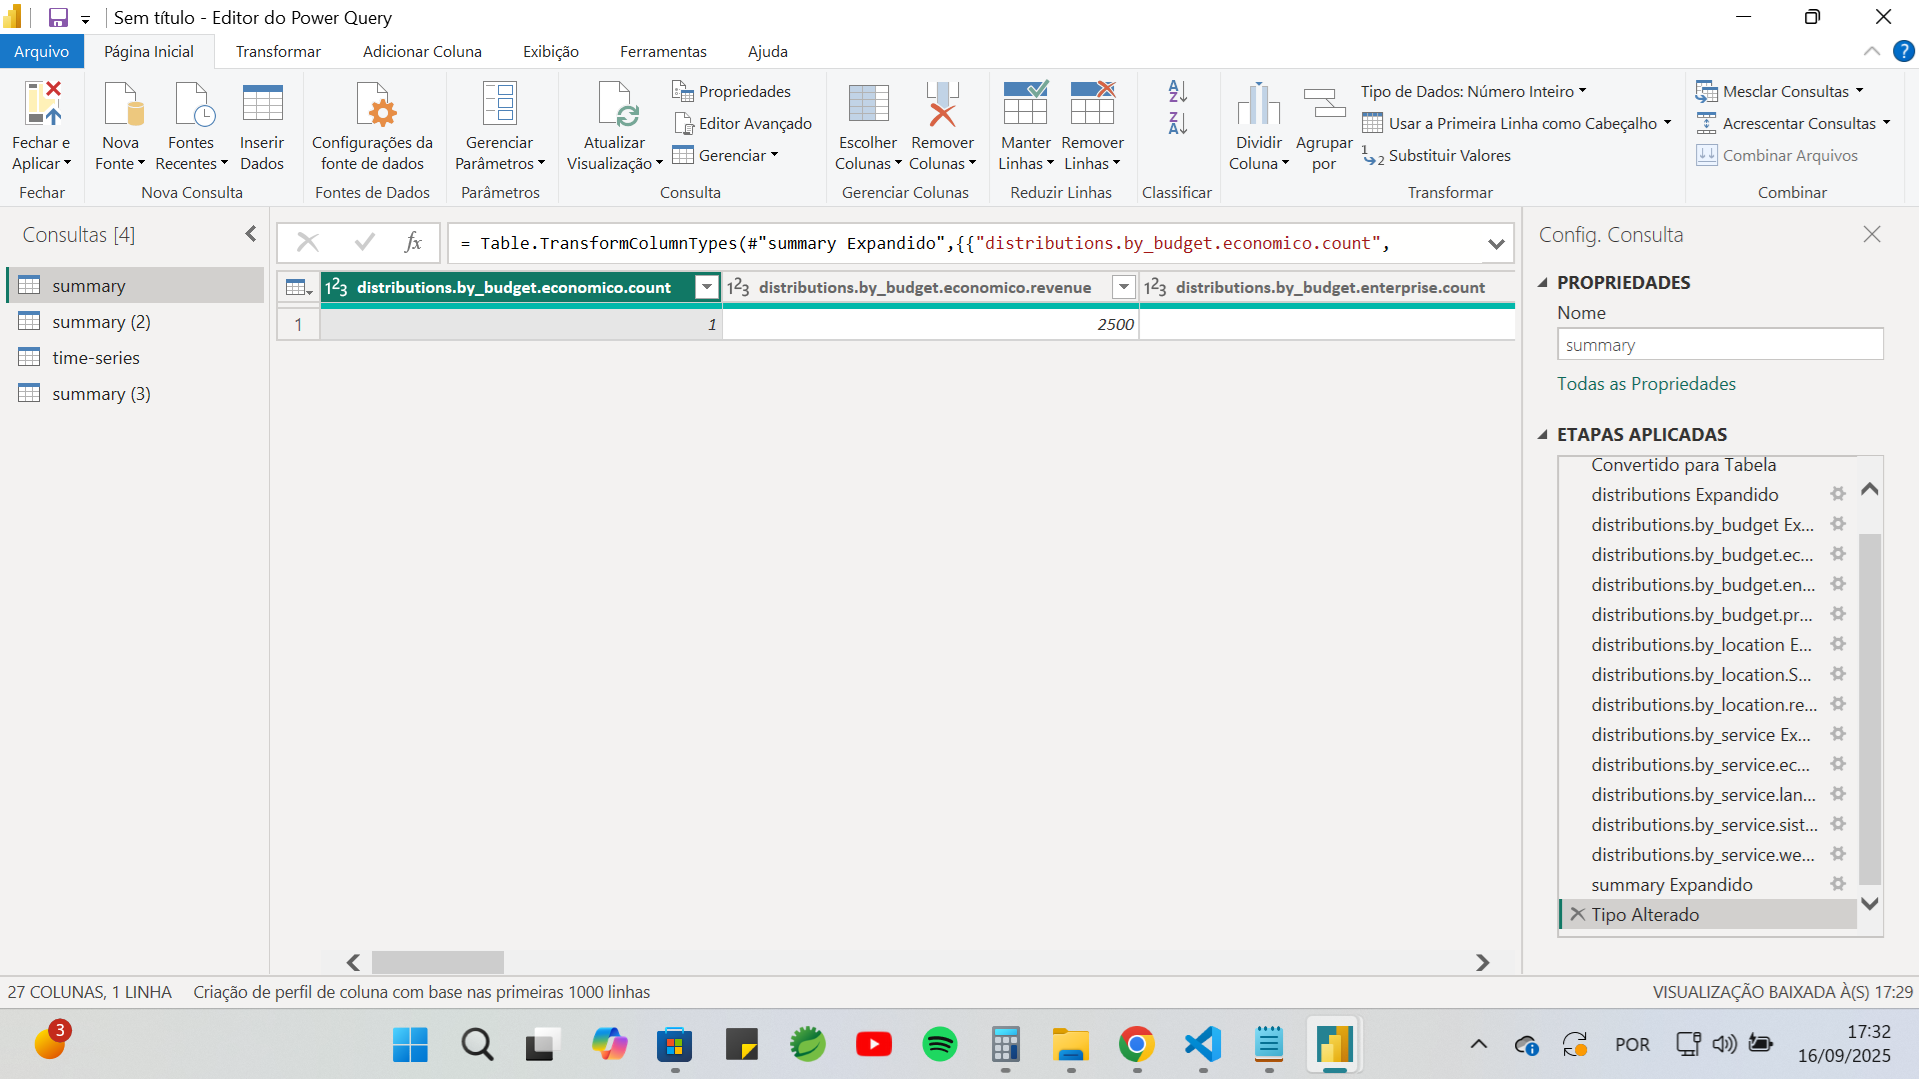 Sem título - Editor do Power Query
Arquivo
Página Inicial
Transformar
Adicionar Coluna
Exibição
Ferramentas
Ajuda
?
Fechar e
Aplicar
Nova
Fonte
Fontes
Recentes
Inserir
Dados
Configurações da
fonte de dados
Gerenciar
Parâmetros
Atualizar
Visualização
Propriedades
Editor Avançado
Gerenciar
Escolher
Colunas
Remover
Colunas
Manter
Linhas
Remover
Linhas
A
Z
Z
A
Dividir
Coluna
Agrupar
por
Tipo de Dados: Número Inteiro
Usar a Primeira Linha como Cabeçalho
1 2 Substituir Valores
Mesclar Consultas
Acrescentar Consultas
Combinar Arquivos
Fechar
Nova Consulta
Fontes de Dados
Parâmetros
Consulta
Gerenciar Colunas
Reduzir Linhas
Classificar
Transformar
Combinar
Consultas [4]
summary
summary (2)
time-series
summary (3)
fx
= Table.TransformColumnTypes(#"summary Expandido",{{"distributions.by_budget.economico.count",
123 distributions.by_budget.economico.count
123 distributions.by_budget.economico.revenue
123 distributions.by_budget.enterprise.count
1
1
2500
Config. Consulta
PROPRIEDADES
Nome
summary
Todas as Propriedades
ETAPAS APLICADAS
Convertido para Tabela
distributions Expandido
distributions.by_budget Ex...
distributions.by_budget.ec...
distributions.by_budget.en...
distributions.by_budget.pr...
distributions.by_location E...
distributions.by_location.S...
distributions.by_location.re...
distributions.by_service Ex...
distributions.by_service.ec...
distributions.by_service.lan...
distributions.by_service.sist...
distributions.by_service.we...
summary Expandido
Tipo Alterado
27 COLUNAS, 1 LINHA
Criação de perfil de coluna com base nas primeiras 1000 linhas
VISUALIZAÇÃO BAIXADA À(S) 17:29
3
POR
17:32
16/09/2025